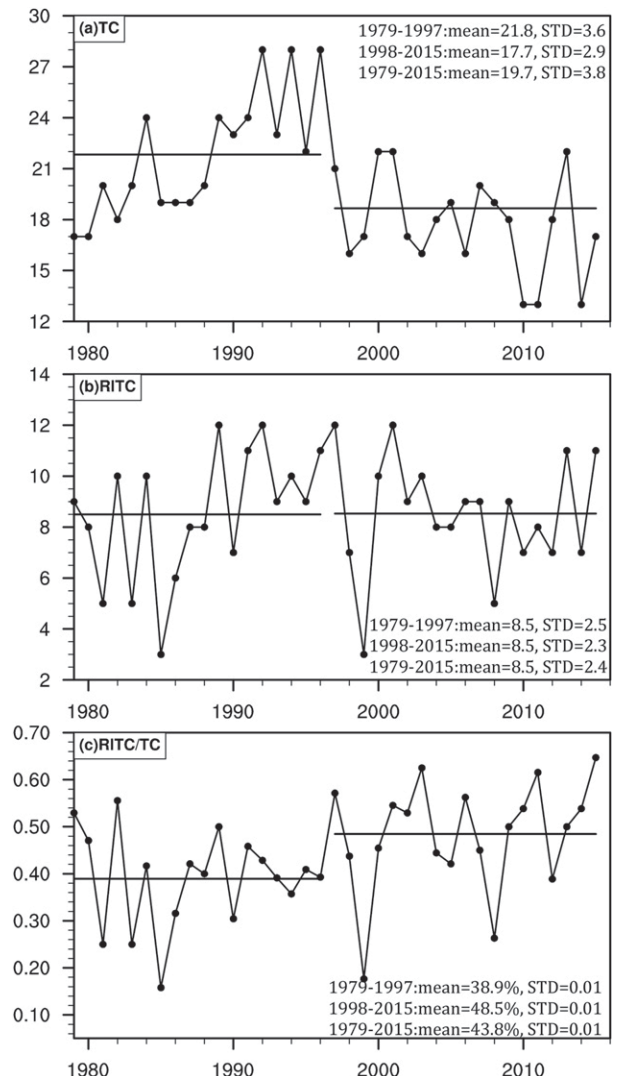 (a)TC
1979-1997:mean=21.8, STD=3.6
1998-2015:mean=17.7, STD=2.9
1979-2015:mean=19.7, STD=3.8
30
27
24
21
18
15
12
1980 1990 2000 2010
(b)RITC
14
12
10
8
6
4
2
1979-1997:mean=8.5, STD=2.5
1998-2015:mean=8.5, STD=2.3
1979-2015:mean=8.5, STD=2.4
1980 1990 2000 2010
(c)RITC/TC
0.70
0.60
0.50
0.40
0.30
0.20
0.10
1979-1997:mean=38.9%, STD=0.01
1998-2015:mean=48.5%, STD=0.01
1979-2015:mean=43.8%, STD=0.01
1980 1990 2000 2010